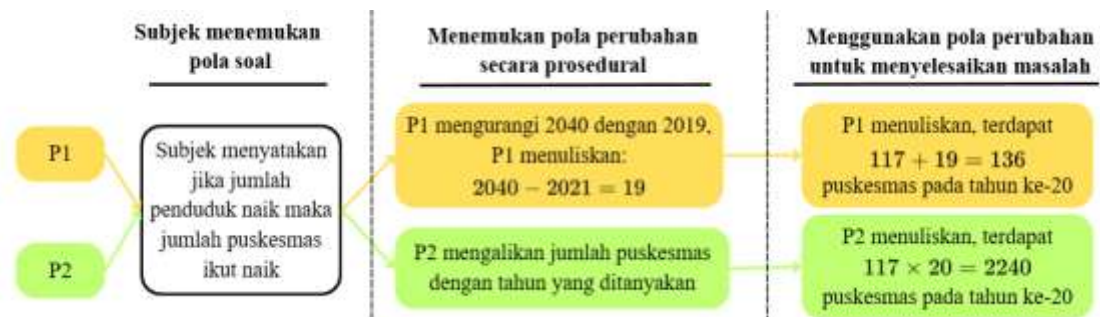 Subjek menemukan
pola soal
Menemukan pola perubahan
secara prosedural
Menggunakan pola perubahan
untuk menyelesaikan masalah
P1
P2
Subjek menyatakan
jika jumlah
penduduk naik maka
jumlah puskesmas
ikut naik
P1 mengurangi 2040 dengan 2019,
P1 menuliskan:
2040 − 2021 = 19
P2 mengalikan jumlah puskesmas
dengan tahun yang ditanyakan
P1 menuliskan, terdapat
117 + 19 = 136
puskesmas pada tahun ke-20
P2 menuliskan, terdapat
117 × 20 = 2240
puskesmas pada tahun ke-20